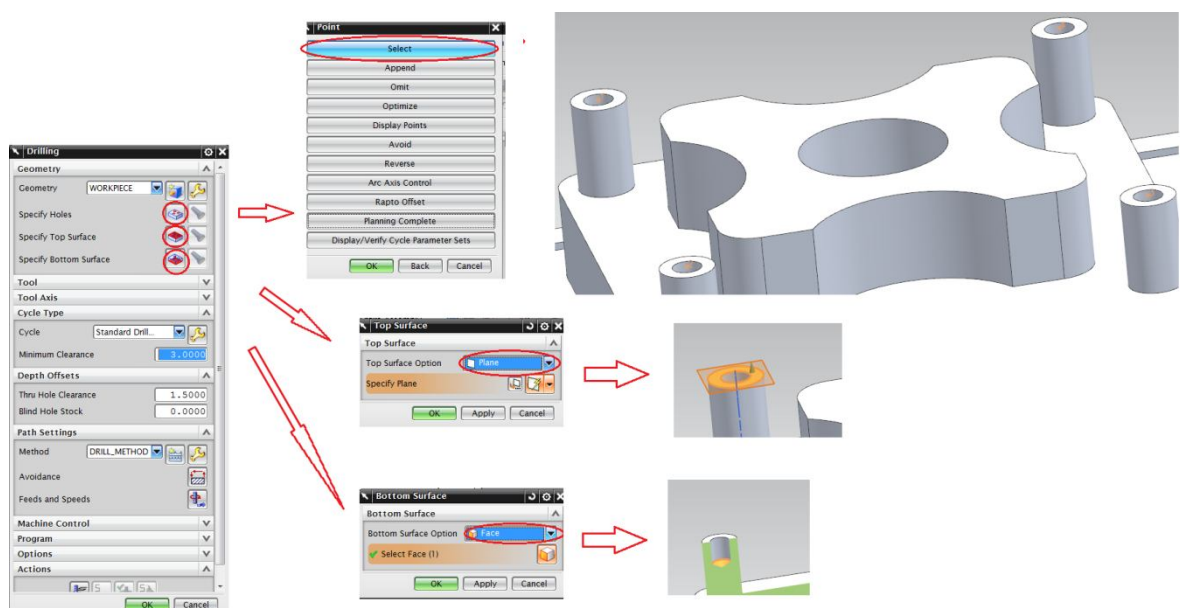 Point
Select
Append
Omit
Optimize
Display Points
Avoid
Reverse
Arc Axis Control
Rapto Offset
Planning Complete
Display/Verify Cycle Parameter Sets
OK Back Cancel
Drilling
Geometry
Geometry WORKPIECE
Specify Holes
Specify Top Surface
Specify Bottom Surface
Tool
Tool Axis
Cycle Type
Cycle Standard Drill...
Minimum Clearance 3.0000
Depth Offsets
Thru Hole Clearance 1.5000
Blind Hole Stock 0.0000
Path Settings
Method DRILL_METHOD
Avoidance
Feeds and Speeds
Machine Control
Program
Options
Actions
OK Cancel
Top Surface
Top Surface
Top Surface Option Plane
Specify Plane
OK Apply Cancel
Bottom Surface
Bottom Surface
Bottom Surface Option Face
Select Face (1)
OK Apply Cancel